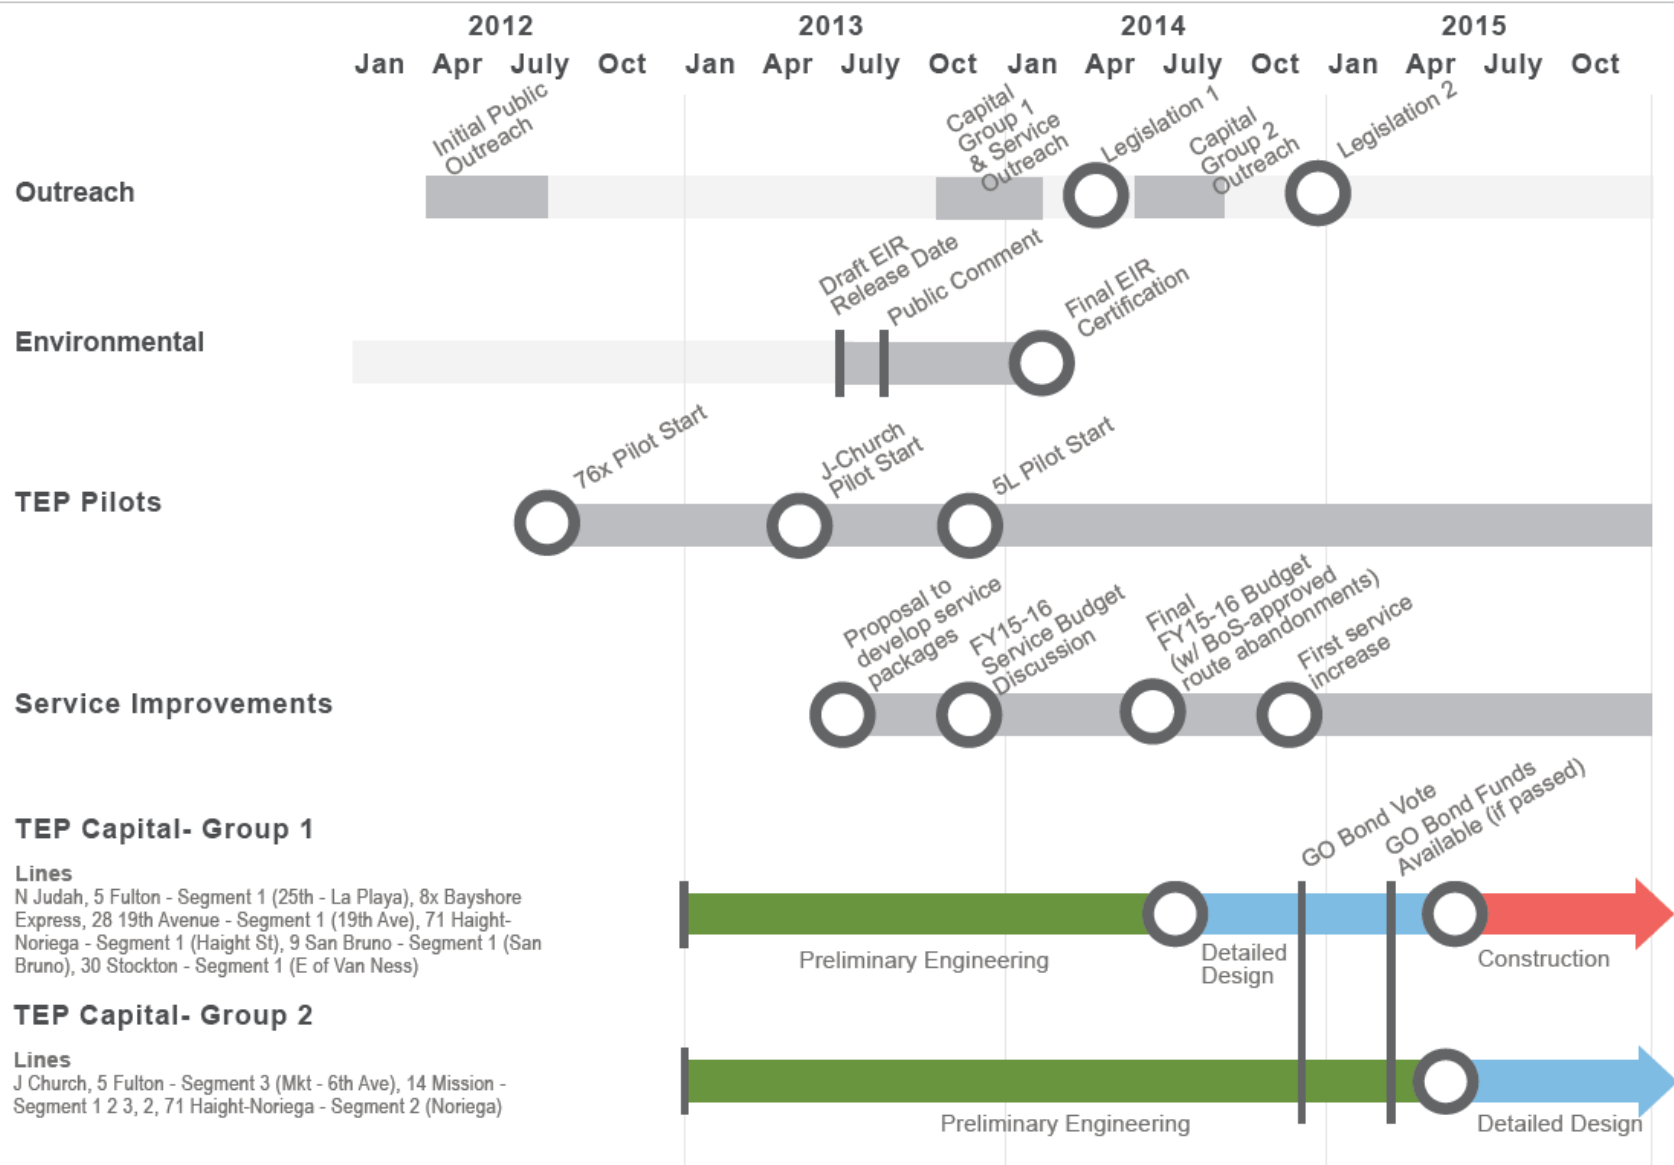 2012 2013 2014 2015
Jan Apr July Oct Jan Apr July Oct Jan Apr July Oct Jan Apr July Oct
Outreach
Initial Public
Outreach
Capital
Group 1
& Service
Outreach
Legislation 1
Capital
Group 2
Outreach
Legislation 2
Environmental
Draft EIR
Release Date
Public Comment
Final EIR
Certification
TEP Pilots
76x Pilot Start
J-Church
Pilot Start
5L Pilot Start
Service Improvements
Proposal to
develop service
packages
FY15-16
Service Budget
Discussion
Final
FY15-16 Budget
(w/ BoS-approved
route abandonments)
First service
increase
TEP Capital- Group 1
Lines
N Judah, 5 Fulton - Segment 1 (25th - La Playa), 8x Bayshore
Express, 28 19th Avenue - Segment 1 (19th Ave), 71 Haight-
Noriega - Segment 1 (Haight St), 9 San Bruno - Segment 1 (San
Bruno), 30 Stockton - Segment 1 (E of Van Ness)
GO Bond Vote
GO Bond Funds
Available (if passed)
Preliminary Engineering
Detailed
Design
Construction
TEP Capital- Group 2
Lines
J Church, 5 Fulton - Segment 3 (Mkt - 6th Ave), 14 Mission -
Segment 1 2 3, 2, 71 Haight-Noriega - Segment 2 (Noriega)
Preliminary Engineering
Detailed Design